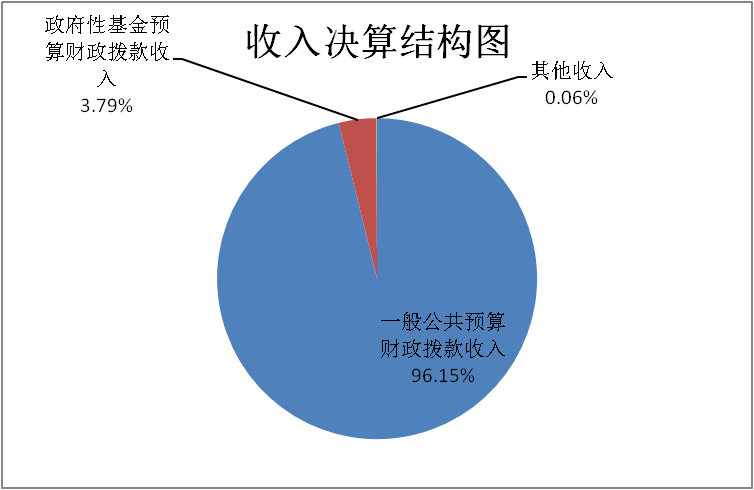 收入决算结构图
政府性基金预
算财政拨款收
入
3.79%
其他收入
0.06%
一般公共预算
财政拨款收入
96.15%